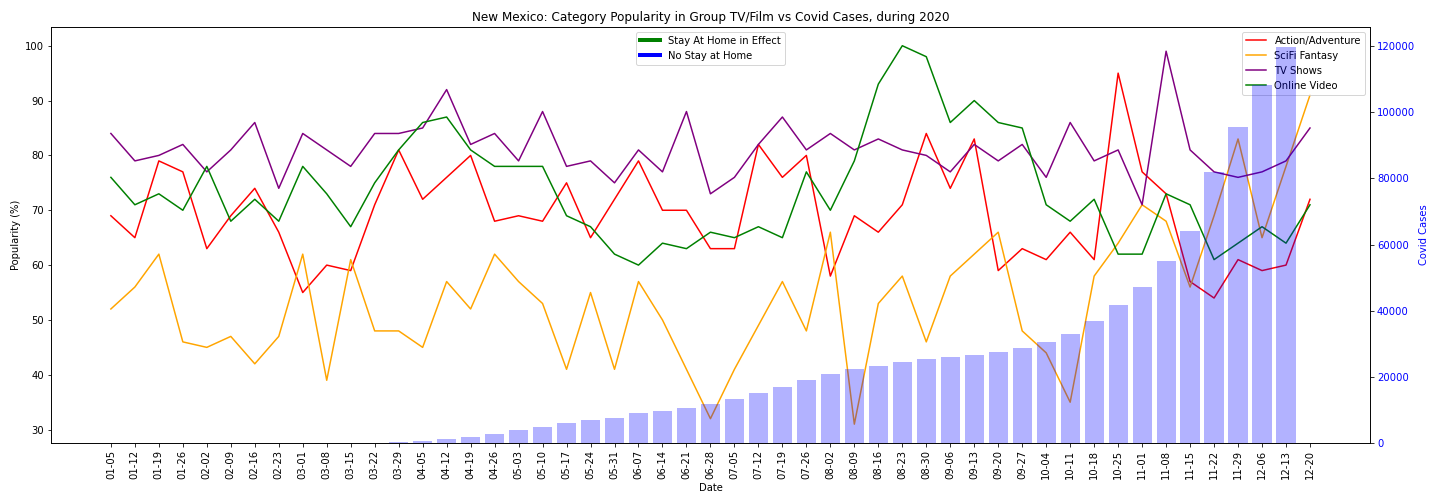 New Mexico: Category Popularity in Group TV/Film vs Covid Cases, during 2020
Stay At Home in Effect
No Stay at Home
Action/Adventure
SciFi Fantasy
TV Shows
Online Video
Popularity (%)
100
90
80
70
60
50
40
30
120000
100000
80000
60000
40000
20000
0
Covid Cases
01-05 01-12 01-19 01-26 02-02 02-09 02-16 02-23 03-01 03-08 03-15 03-22 03-29 04-05 04-12 04-19 04-26 05-03 05-10 05-17 05-24 05-31 06-07 06-14 06-21 06-28 07-05 07-12 07-19 07-26 08-02 08-09 08-16 08-23 08-30 09-06 09-13 09-20 09-27 10-04 10-11 10-18 10-25 11-01 11-08 11-15 11-22 11-29 12-06 12-13 12-20
Date